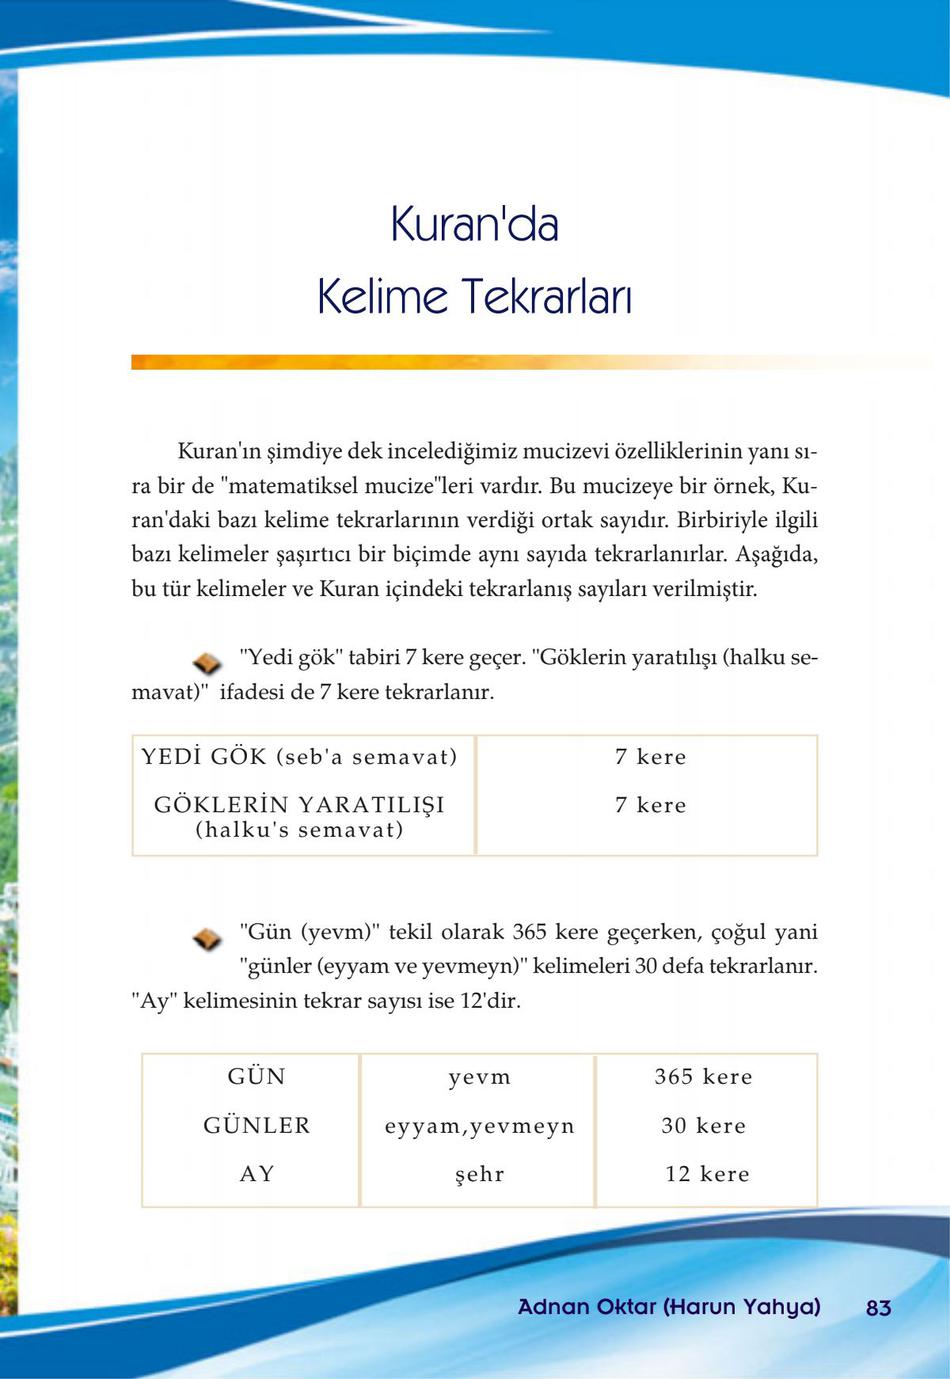 Kuran'da
Kelime Tekrarları
Kuran'ın şimdiye dek incelediğimiz mucizevi özelliklerinin yanı sı-
ra bir de "matematiksel mucize"leri vardır. Bu mucizeye bir örnek, Ku-
ran'daki bazı kelime tekrarlarının verdiği ortak sayıdır. Birbiriyle ilgili
bazı kelimeler şaşırtıcı bir biçimde aynı sayıda tekrarlanırlar. Aşağıda,
bu tür kelimeler ve Kuran içindeki tekrarlanış sayıları verilmiştir.
"Yedi gök" tabiri 7 kere geçer. "Göklerin yaratılışı (halku se-
mavat)" ifadesi de 7 kere tekrarlanır.
YEDİ GÖK (seb'a semavat) 7 kere
GÖKLERİN YARATILIŞI 7 kere
(halku's semavat)
"Gün (yevm)" tekil olarak 365 kere geçerken, çoğul yani
"günler (eyyam ve yevmeyn)" kelimeleri 30 defa tekrarlanır.
"Ay" kelimesinin tekrar sayısı ise 12'dir.
GÜN yevm 365 kere
GÜNLER eyyam,yevmeyn 30 kere
AY şehr 12 kere
Adnan Oktar (Harun Yahya) 83